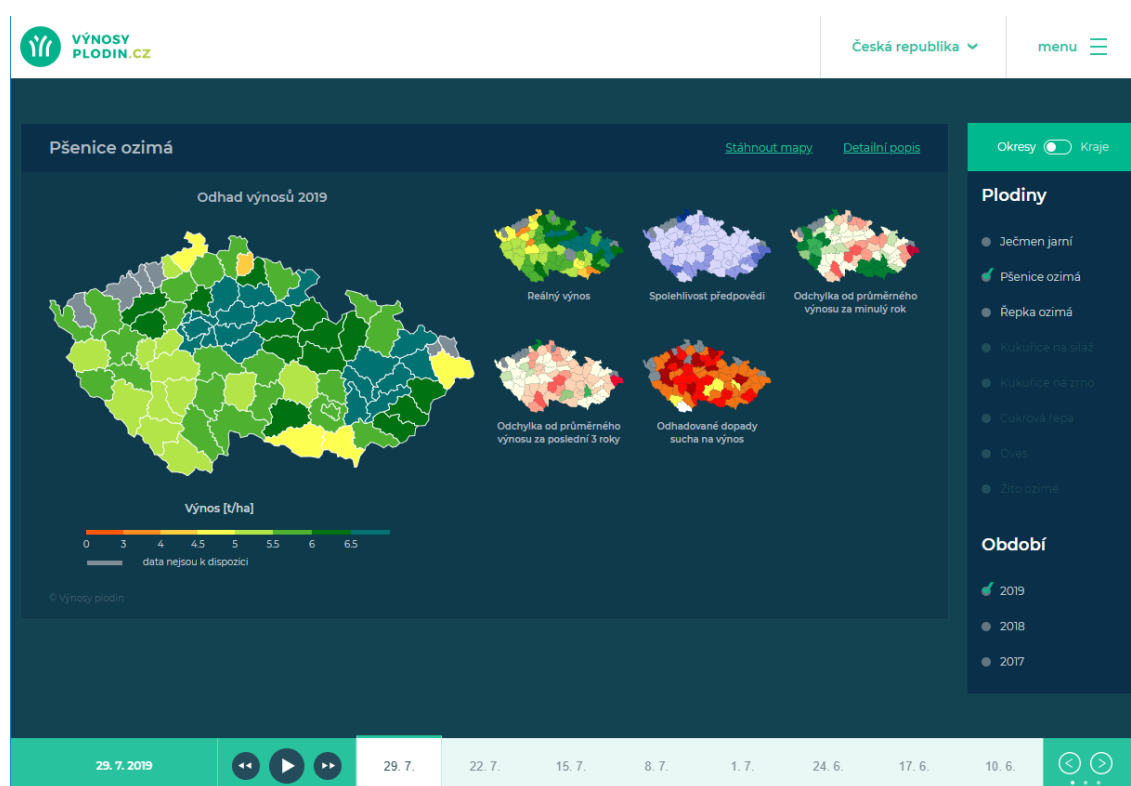 VÝNOSY
PLODIN.CZ
Česká republika
menu
Pšenice ozimá
Stáhnout mapy
Detailní popis
Okresy
Kraje
Odhad výnosů 2019
Reálný výnos
Spolehlivost předpovědí
Odchylka od průměrného
výnosu za minulý rok
Odchylka od průměrného
výnosu za poslední 3 roky
Odhadované dopady
sucha na výnos
Výnos [t/ha]
0 3 4 4.5 5 5.5 6 6.5
data nejsou k dispozici
© Výnosy plodin
Plodiny
Ječmen jarní
Pšenice ozimá
Řepka ozimá
Kukuřice na siláž
Kukuřice na zrno
Cukrová řepa
Oves
Žito ozimé
Období
2019
2018
2017
29. 7. 2019
29. 7.
22. 7.
15. 7.
8. 7.
1. 7.
24. 6.
17. 6.
10. 6.